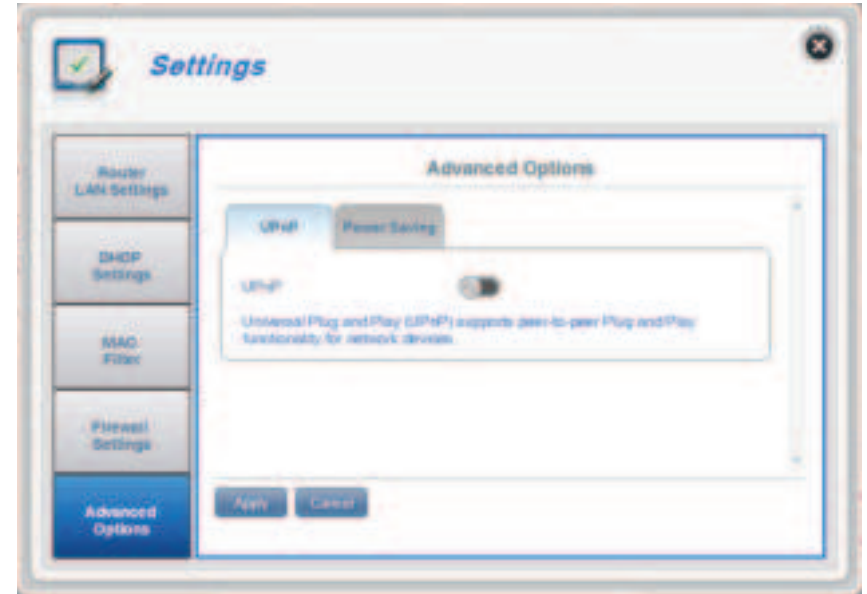 Settings
Router
LAN Settings
DHCP
Settings
MAC
Filter
Firewall
Settings
Advanced
Options
Advanced Options
UPnP
Power Saving
UPnP
Universal Plug and Play (UPnP) supports peer-to-peer Plug and Play
functionality for network devices.
Apply
Cancel